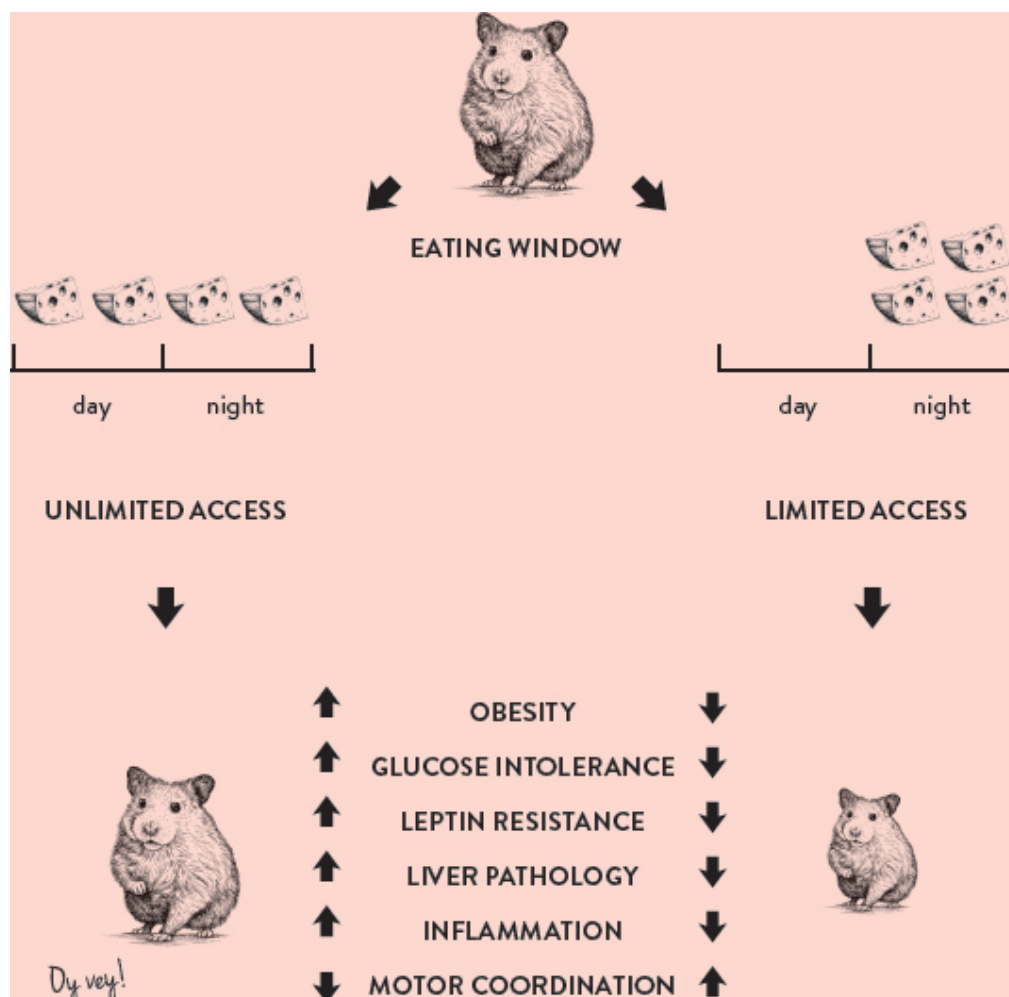 EATING WINDOW
day night
day night
UNLIMITED ACCESS
LIMITED ACCESS
OBESITY
GLUCOSE INTOLERANCE
LEPTIN RESISTANCE
LIVER PATHOLOGY
INFLAMMATION
Oy vey!
MOTOR COORDINATION